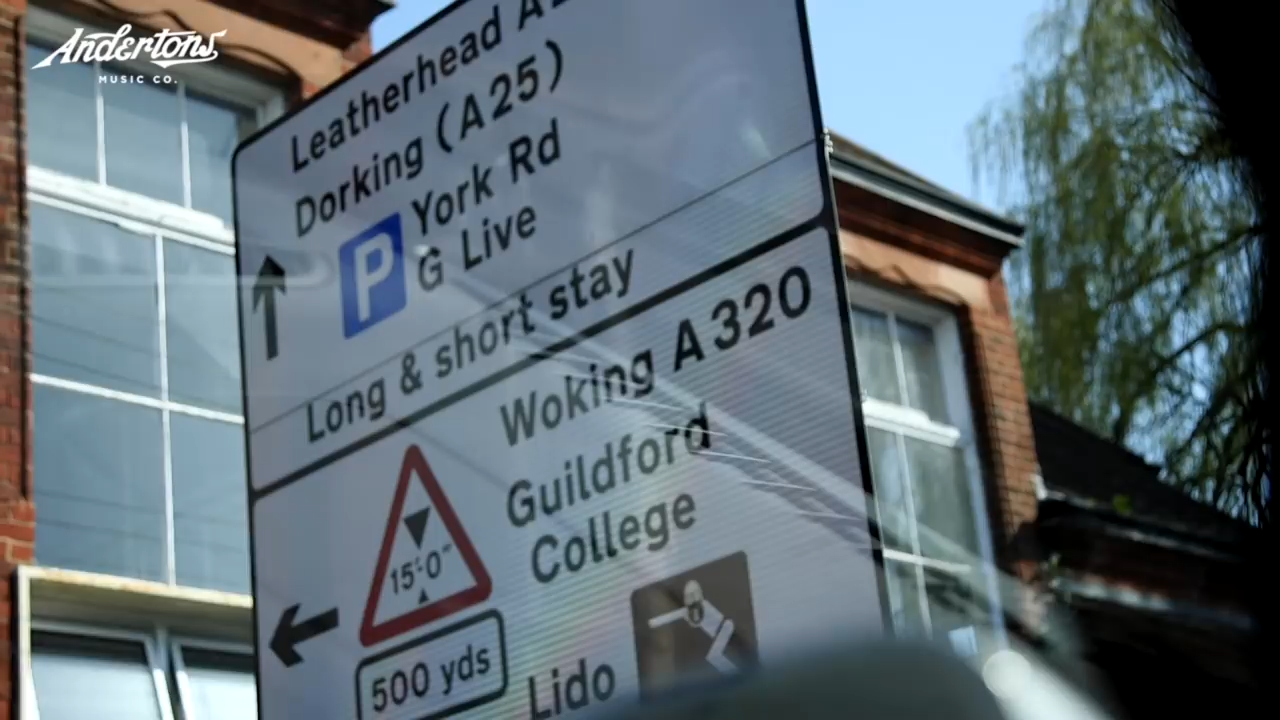 Andertons
MUSIC CO.
Leatherhead
Dorking (A25)
P York Rd
G Live
Long & short stay
Woking A320
Guildford
College
15'-0"
500 yds
Lido